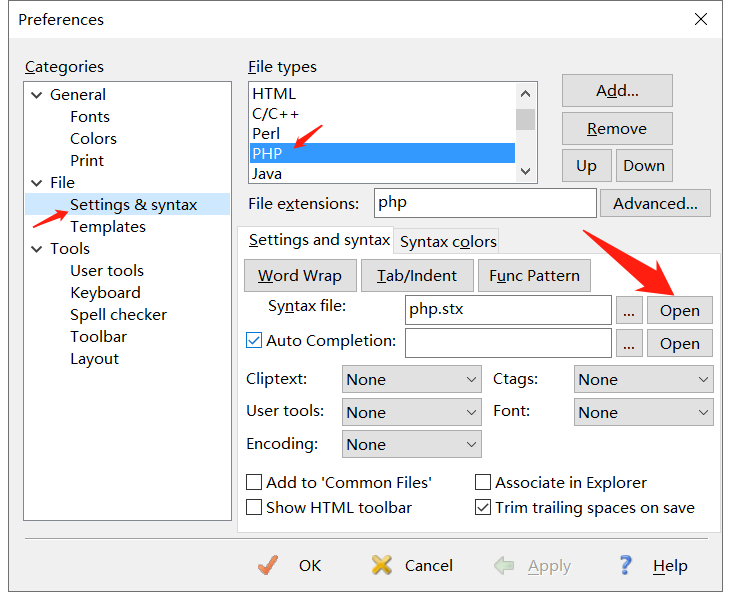 Preferences
Categories
General
Fonts
Colors
Print
File
Settings & syntax
Templates
Tools
User tools
Keyboard
Spell checker
Toolbar
Layout
File types
HTML
C/C++
Perl
PHP
Java
Add...
Remove
Up Down
File extensions: php Advanced...
Settings and syntax Syntax colors
Word Wrap Tab/Indent Func Pattern
Syntax file: php.stx ... Open
Auto Completion: ... Open
Cliptext: None Ctags: None
User tools: None Font: None
Encoding: None
Add to 'Common Files' Associate in Explorer
Show HTML toolbar Trim trailing spaces on save
OK Cancel Apply ? Help